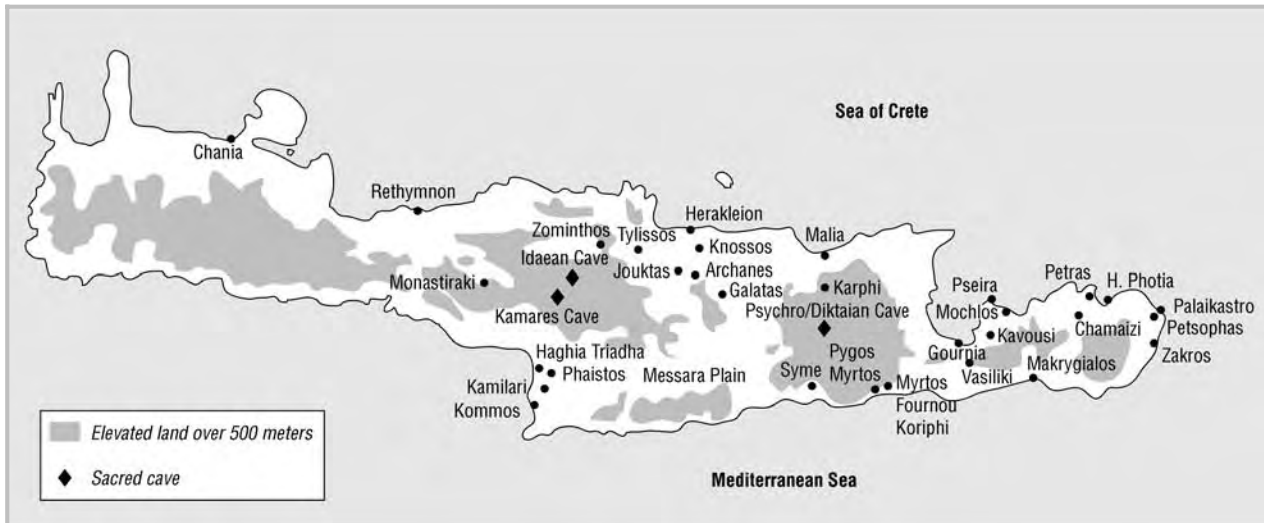 Sea of Crete
Chania
Rethymnon
Herakleion
Zominthos
Tylissos
Knossos
Malia
Idaean Cave
Jouktas
Archanes
Monastiraki
Galatas
Karphi
Kamares Cave
Psychro/Diktaian Cave
Petras
H. Photia
Pseira
Mochlos
Palaikastro
Chamaizi
Petsophas
Kavousi
Gournia
Zakros
Vasiliki
Makrygialos
Haghia Triadha
Phaistos
Messara Plain
Syme
Pygos
Myrtos
Myrtos
Fournou
Koriphi
Kamilari
Kommos
Elevated land over 500 meters
Sacred cave
Mediterranean Sea